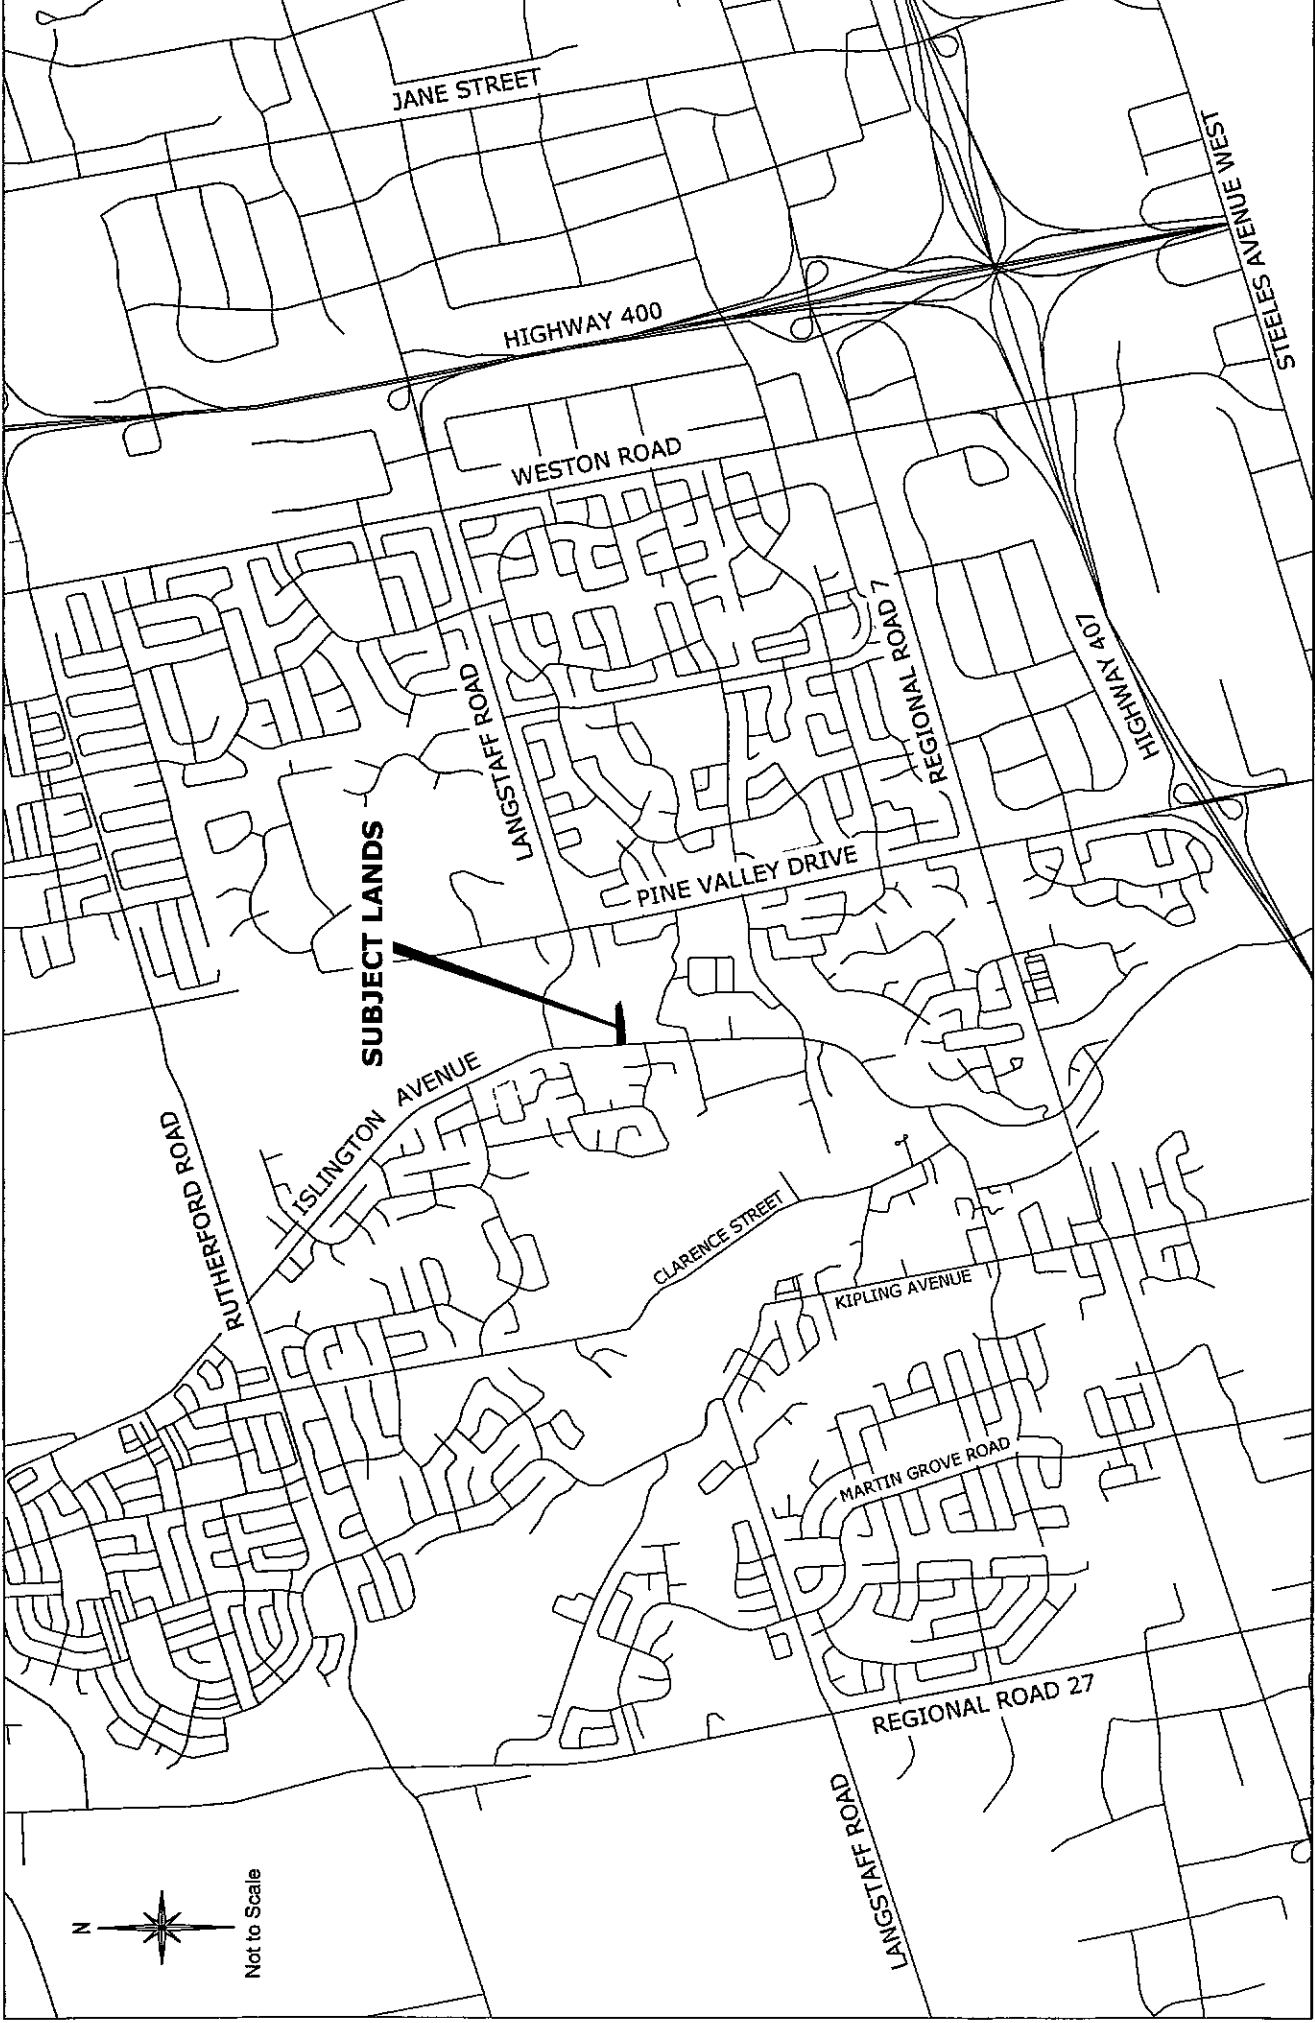 N
Not to Scale
RUTHERFORD ROAD
ISLINGTON AVENUE
SUBJECT LANDS
LANGSTAFF ROAD
PINE VALLEY DRIVE
WESTON ROAD
HIGHWAY 400
JANE STREET
CLARENCE STREET
KIPLING AVENUE
MARTIN GROVE ROAD
REGIONAL ROAD 27
LANGSTAFF ROAD
REGIONAL ROAD 7
HIGHWAY 407
STEELES AVENUE WEST